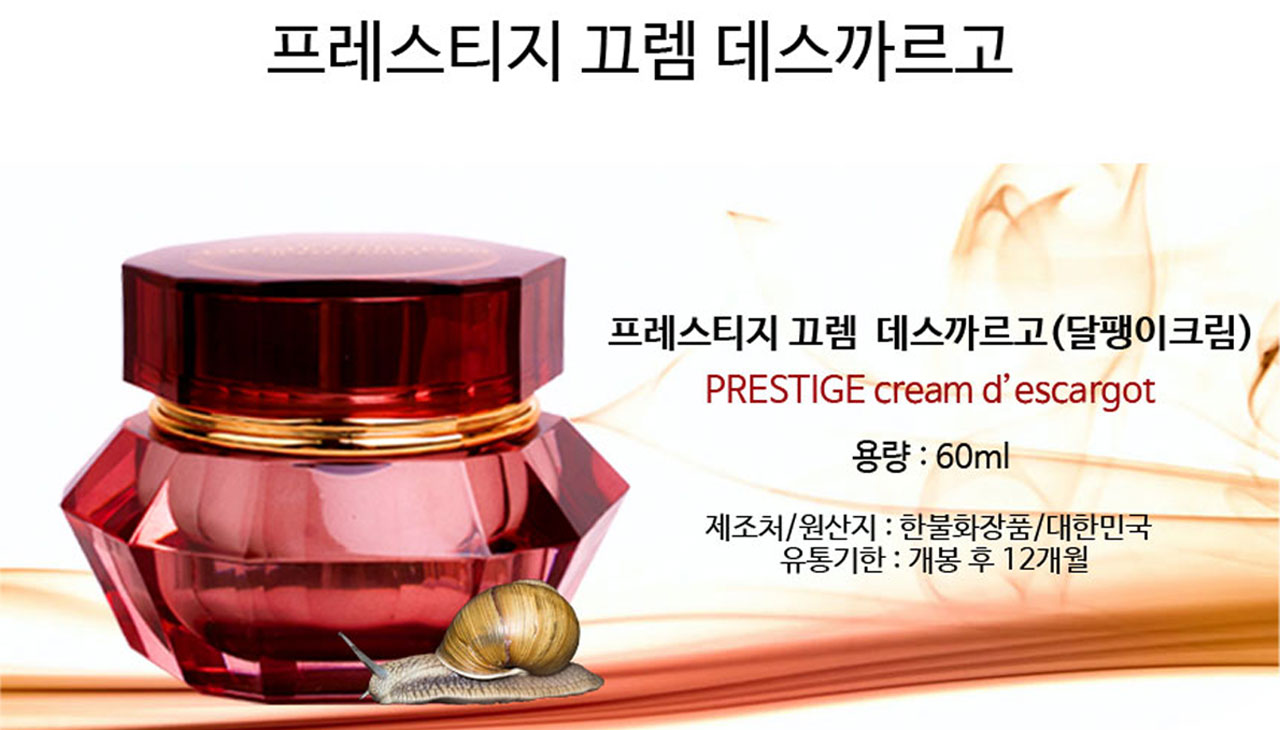 프레스티지 끄렘 데스까르고
프레스티지 끄렘 데스까르고(달팽이크림)
PRESTIGE cream d’escargot
용량 : 60ml
제조처/원산지 : 한불화장품/대한민국
유통기한 : 개봉 후 12개월